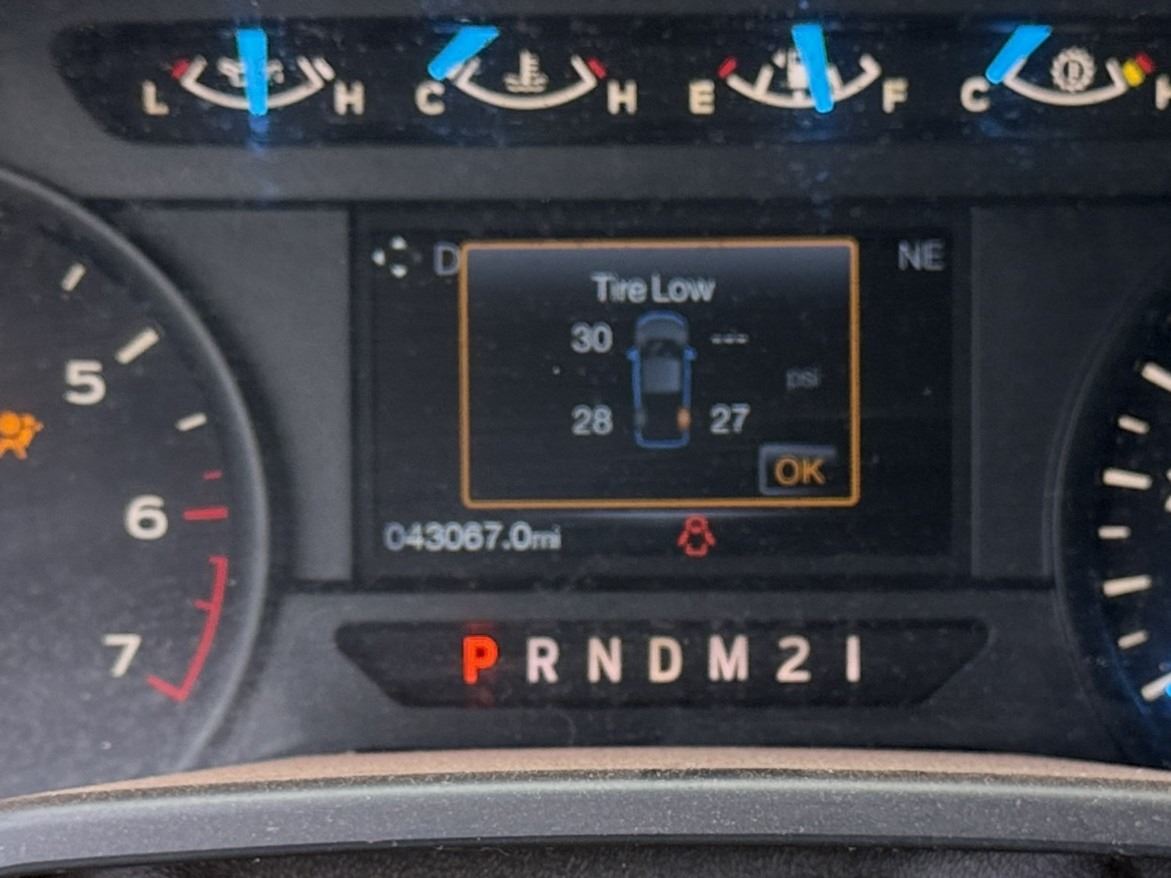 L H C H E F C
D NE
Tire Low
30 ---
psi
28 27
OK
5
6
7
043067.0mi
P R N D M 2 1